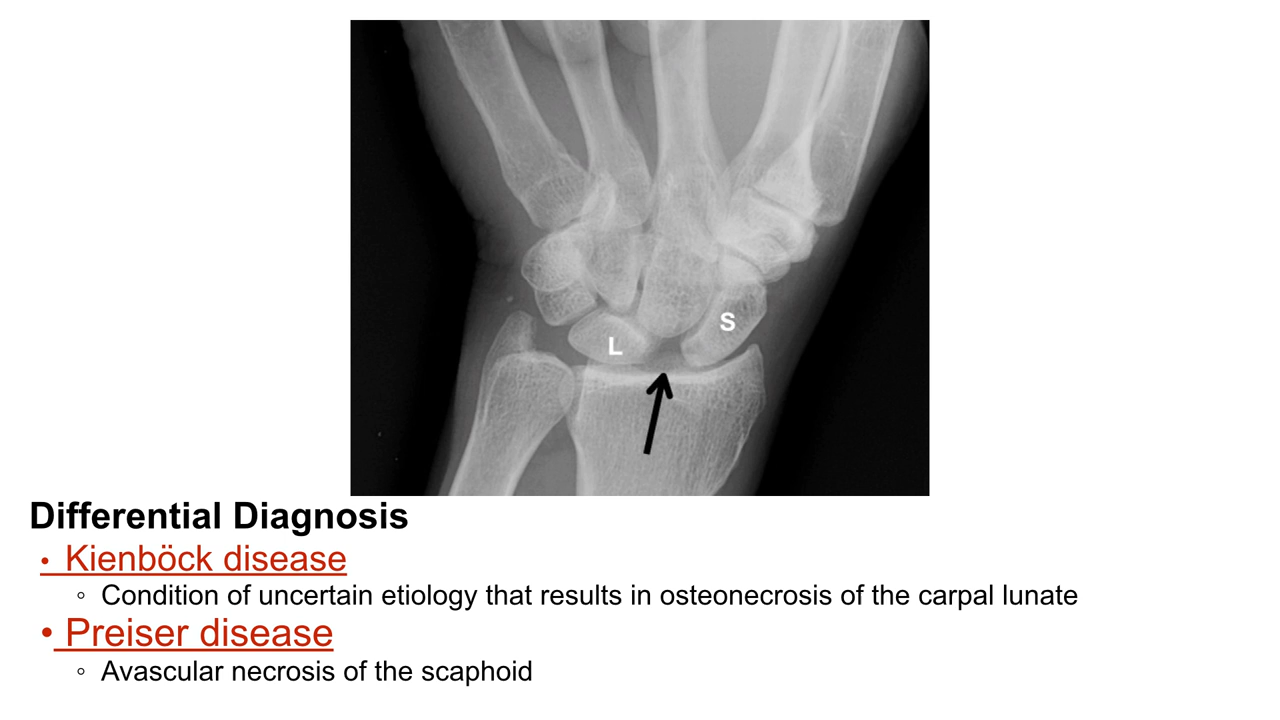 S
L
Differential Diagnosis
• Kienböck disease
◦ Condition of uncertain etiology that results in osteonecrosis of the carpal lunate
• Preiser disease
◦ Avascular necrosis of the scaphoid